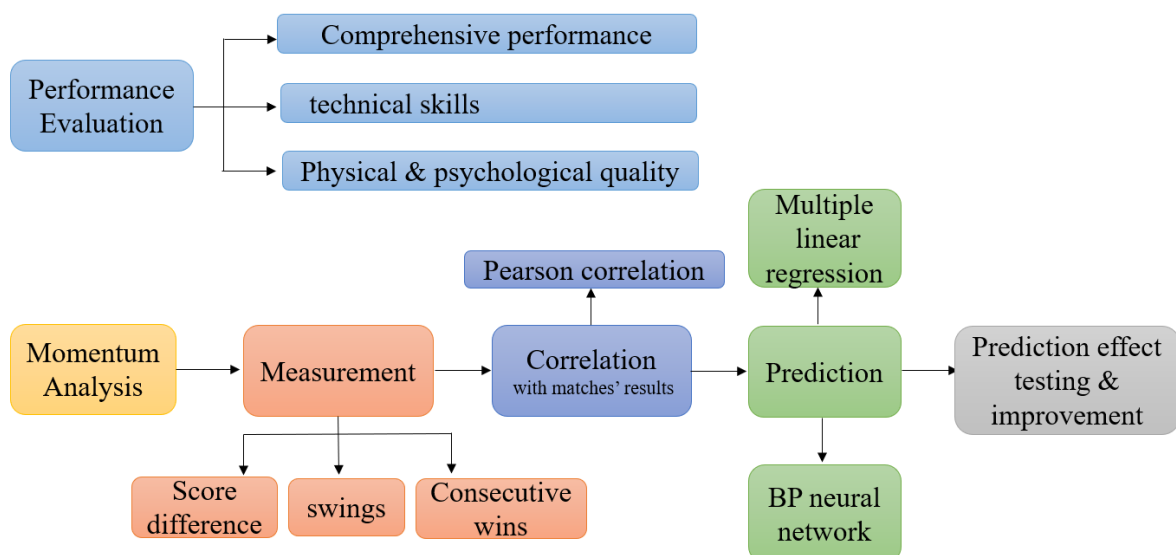 Comprehensive performance
Performance
Evaluation
technical skills
Physical & psychological quality
Multiple
linear
regression
Pearson correlation
Momentum
Analysis
Measurement
Correlation
with matches’ results
Prediction
Prediction effect
testing &
improvement
Score
difference
swings
Consecutive
wins
BP neural
network